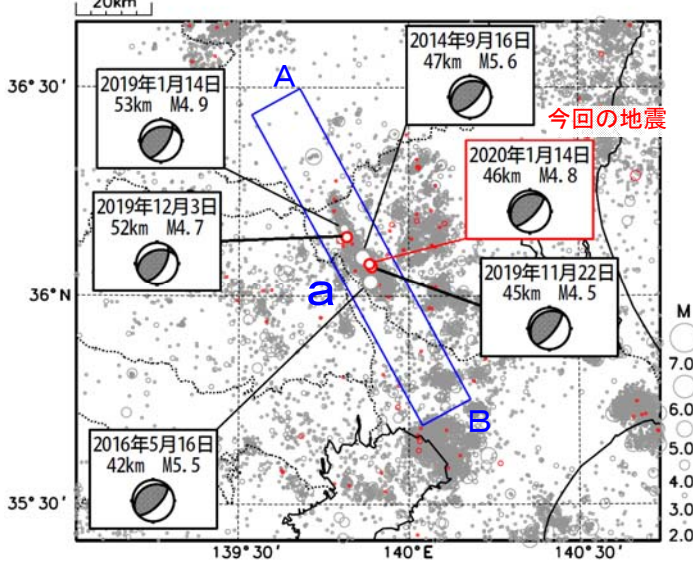 20km
2014年9月16日
47km M5.6
36°30′
A
2019年1月14日
53km M4.9
今回の地震
2020年1月14日
46km M4.8
2019年12月3日
52km M4.7
a
36°N
2019年11月22日
45km M4.5
M
7.0
6.0
5.0
4.0
3.0
2.0
B
2016年5月16日
42km M5.5
35°30′
139°30′
140°E
140°30′